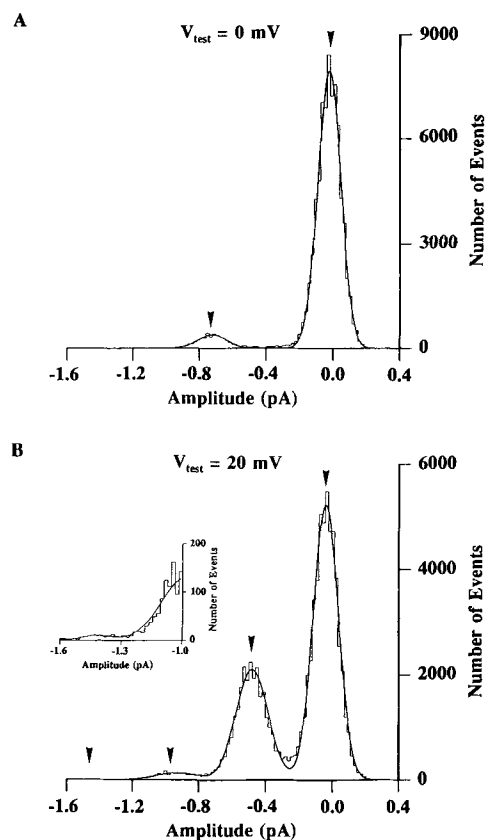 A
V_test = 0 mV
9000
6000
3000
0
Number of Events
-1.6 -1.2 -0.8 -0.4 0.0 0.4
Amplitude (pA)
B
V_test = 20 mV
6000
4000
2000
0
Number of Events
200
100
0
Number of Events
-1.6 -1.3 -1.0
Amplitude (pA)
-1.6 -1.2 -0.8 -0.4 0.0 0.4
Amplitude (pA)